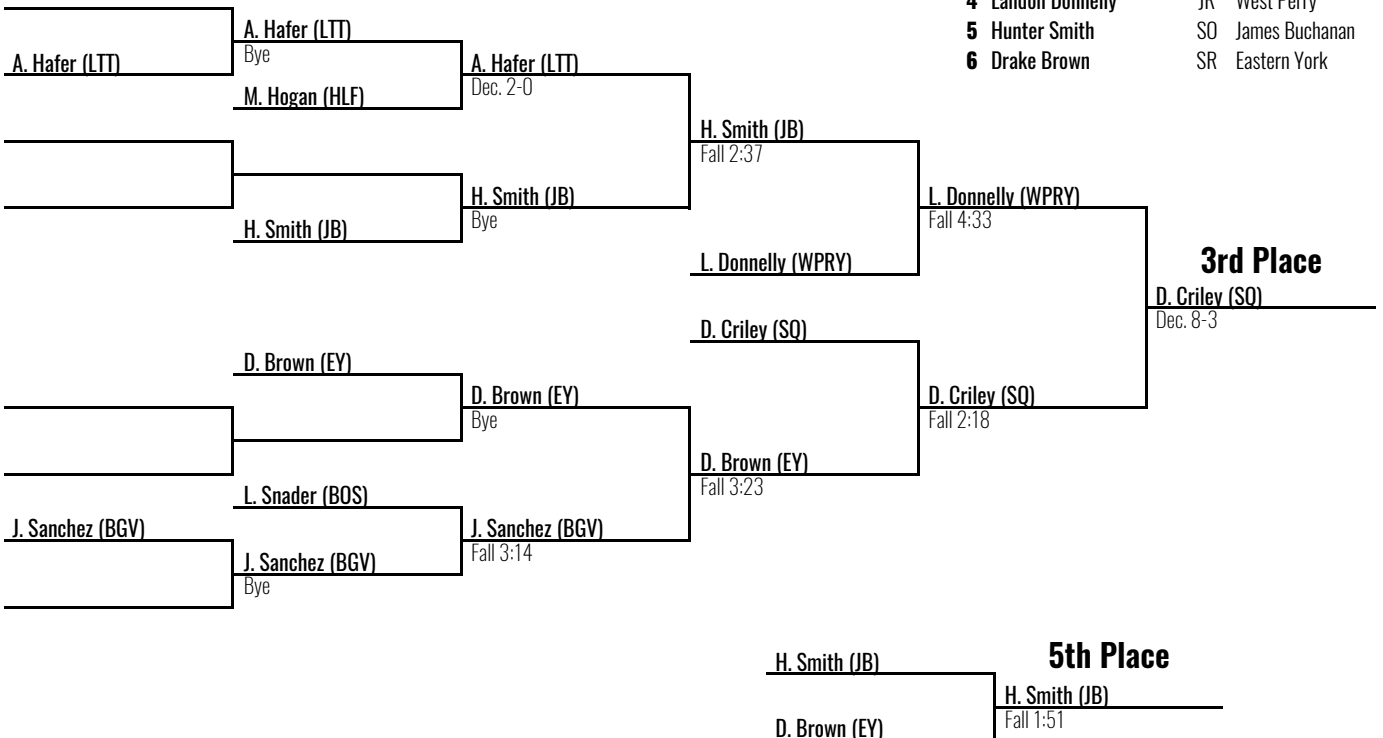 4 Landon Donnelly JR West Perry
5 Hunter Smith SO James Buchanan
6 Drake Brown SR Eastern York
A. Hafer (LTT)
A. Hafer (LTT)
Bye
M. Hogan (HLF)
A. Hafer (LTT)
Dec. 2-0
H. Smith (JB)
H. Smith (JB)
Bye
H. Smith (JB)
Fall 2:37
L. Donnelly (WPRY)
L. Donnelly (WPRY)
Fall 4:33
D. Criley (SQ)
D. Brown (EY)
D. Brown (EY)
Bye
L. Snader (BOS)
J. Sanchez (BGV)
J. Sanchez (BGV)
Bye
J. Sanchez (BGV)
Fall 3:14
D. Brown (EY)
Fall 3:23
D. Criley (SQ)
Fall 2:18
3rd Place
D. Criley (SQ)
Dec. 8-3
5th Place
H. Smith (JB)
D. Brown (EY)
H. Smith (JB)
Fall 1:51